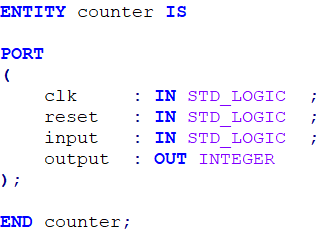 ENTITY counter IS
PORT
(
    clk     : IN STD_LOGIC  ;
    reset   : IN STD_LOGIC  ;
    input   : IN STD_LOGIC  ;
    output  : OUT INTEGER
);
END counter;